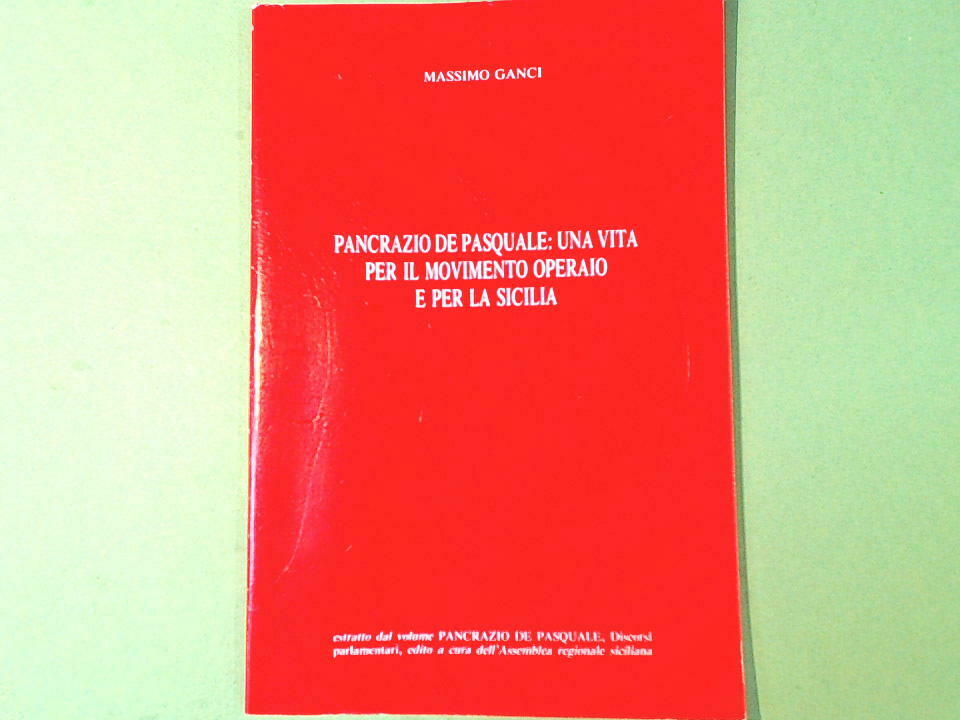 MASSIMO GANCI
PANCRAZIO DE PASQUALE: UNA VITA
PER IL MOVIMENTO OPERAIO
E PER LA SICILIA
estratto dal volume PANCRAZIO DE PASQUALE, Discorsi
parlamentari, edito a cura dell'Assemblea regionale siciliana